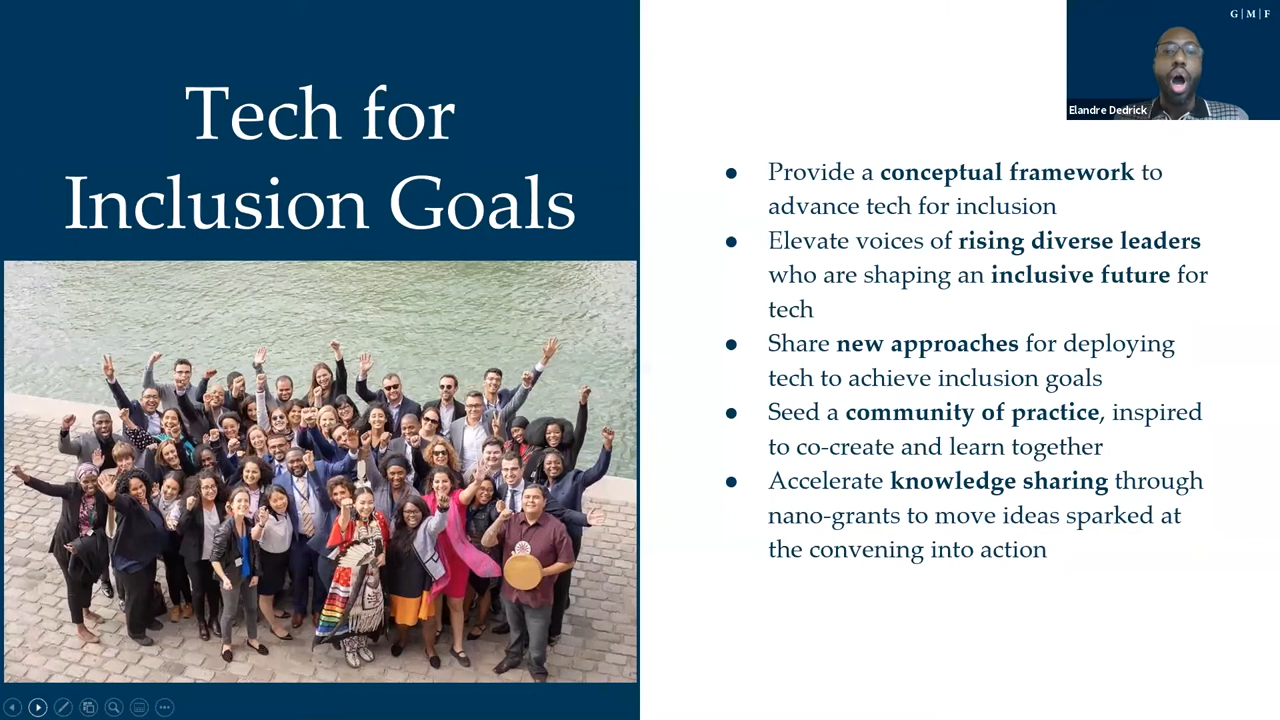 Tech for
Inclusion Goals
G | M | F
Elandre Dedrick
● Provide a conceptual framework to
advance tech for inclusion
● Elevate voices of rising diverse leaders
who are shaping an inclusive future for
tech
● Share new approaches for deploying
tech to achieve inclusion goals
● Seed a community of practice, inspired
to co-create and learn together
● Accelerate knowledge sharing through
nano-grants to move ideas sparked at
the convening into action